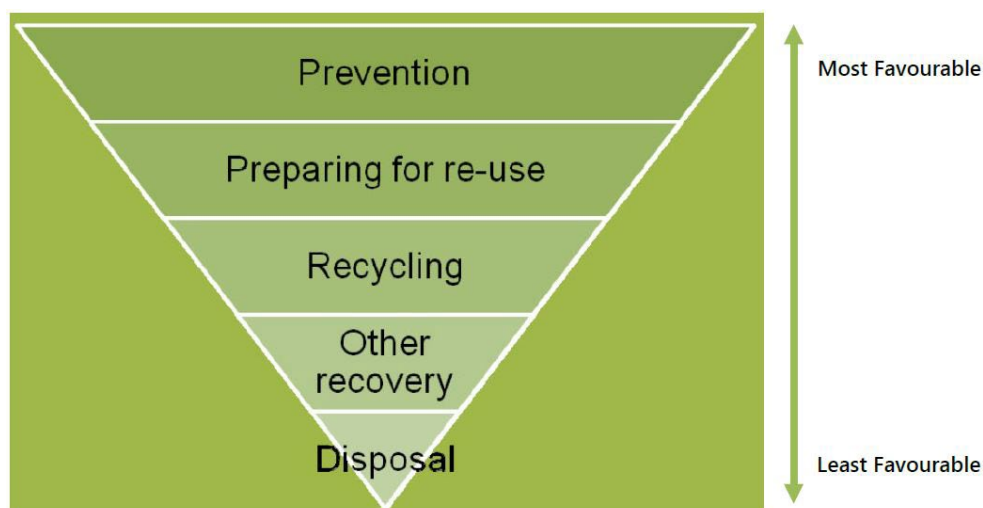 Prevention
Most Favourable
Preparing for re-use
Recycling
Other
recovery
Disposal
Least Favourable